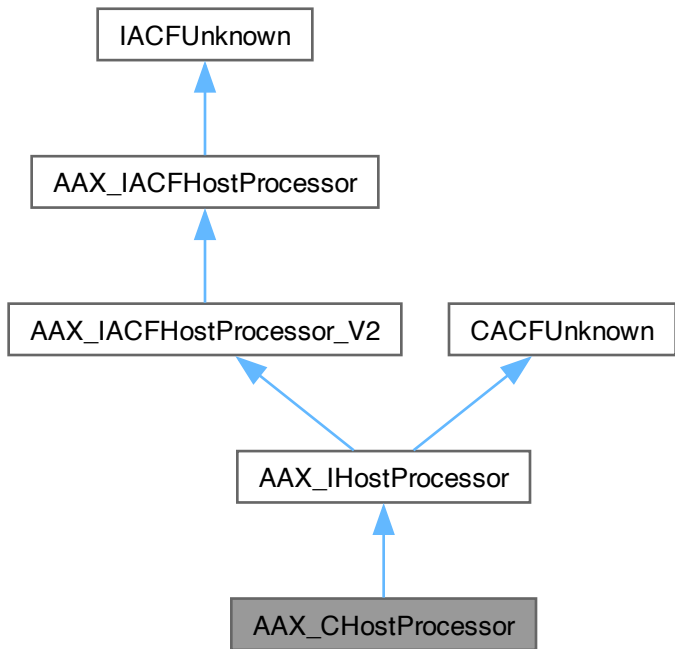 IACFUnknown
AAX_IACFHostProcessor
AAX_IACFHostProcessor_V2
CACFUnknown
AAX_IHostProcessor
AAX_CHostProcessor